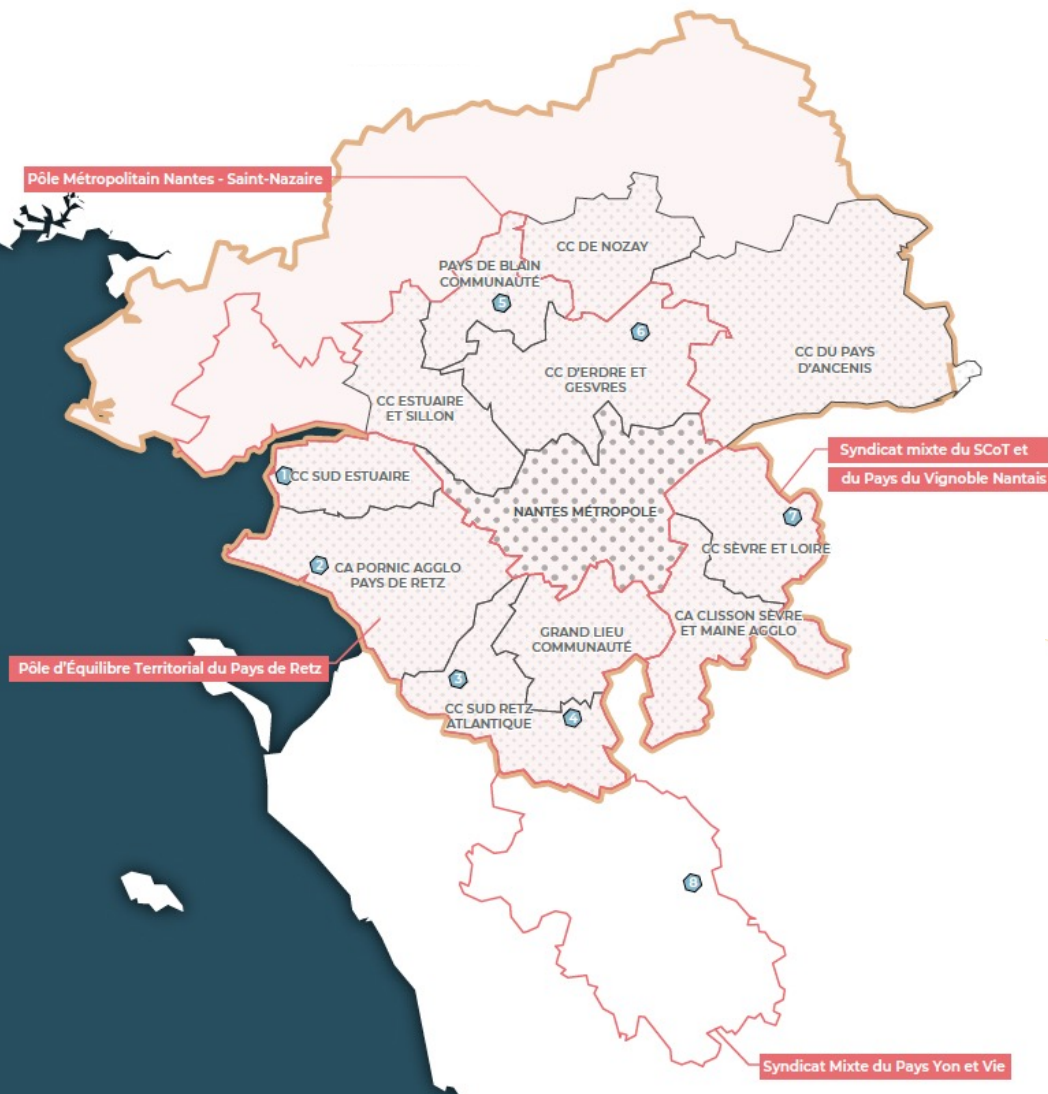 Pôle Métropolitain Nantes - Saint-Nazaire
CC DE NOZAY
PAYS DE BLAIN
COMMUNAUTÉ
5
6
CC DU PAYS
D'ANCENIS
CC D'ERDRE ET
GESVRES
CC ESTUAIRE
ET SILLON
Syndicat mixte du SCoT et
du Pays du Vignoble Nantais
1
CC SUD ESTUAIRE
NANTES MÉTROPOLE
7
CC SÈVRE ET LOIRE
2
CA PORNIC AGGLO
PAYS DE RETZ
CA CLISSON SÈVRE
ET MAINE AGGLO
GRAND LIEU
COMMUNAUTÉ
Pôle d'Équilibre Territorial du Pays de Retz
3
CC SUD RETZ
ATLANTIQUE
4
8
Syndicat Mixte du Pays Yon et Vie